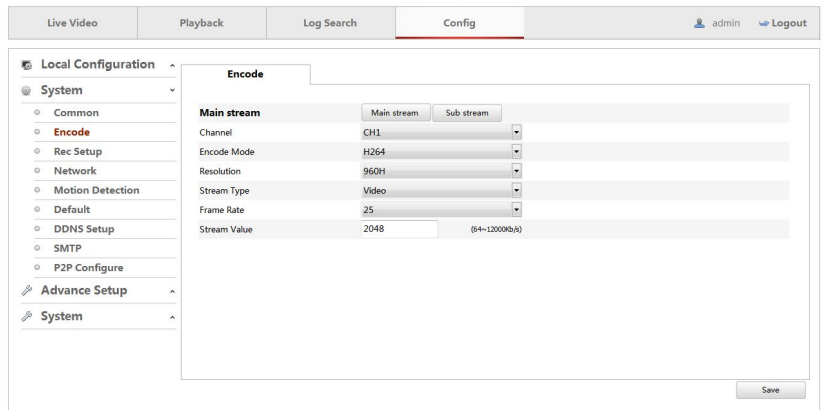 Live Video Playback Log Search Config admin Logout
Local Configuration
System
Common
Encode
Rec Setup
Network
Motion Detection
Default
DDNS Setup
SMTP
P2P Configure
Advance Setup
System
Encode
Main stream Main stream Sub stream
Channel CH1
Encode Mode H264
Resolution 960H
Stream Type Video
Frame Rate 25
Stream Value 2048 (64~12000Kb/s)
Save